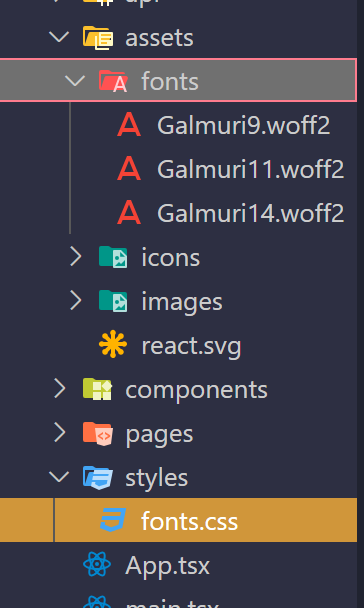 api
assets
fonts
Galmuri9.woff2
Galmuri11.woff2
Galmuri14.woff2
icons
images
react.svg
components
pages
styles
fonts.css
App.tsx
main.tsx